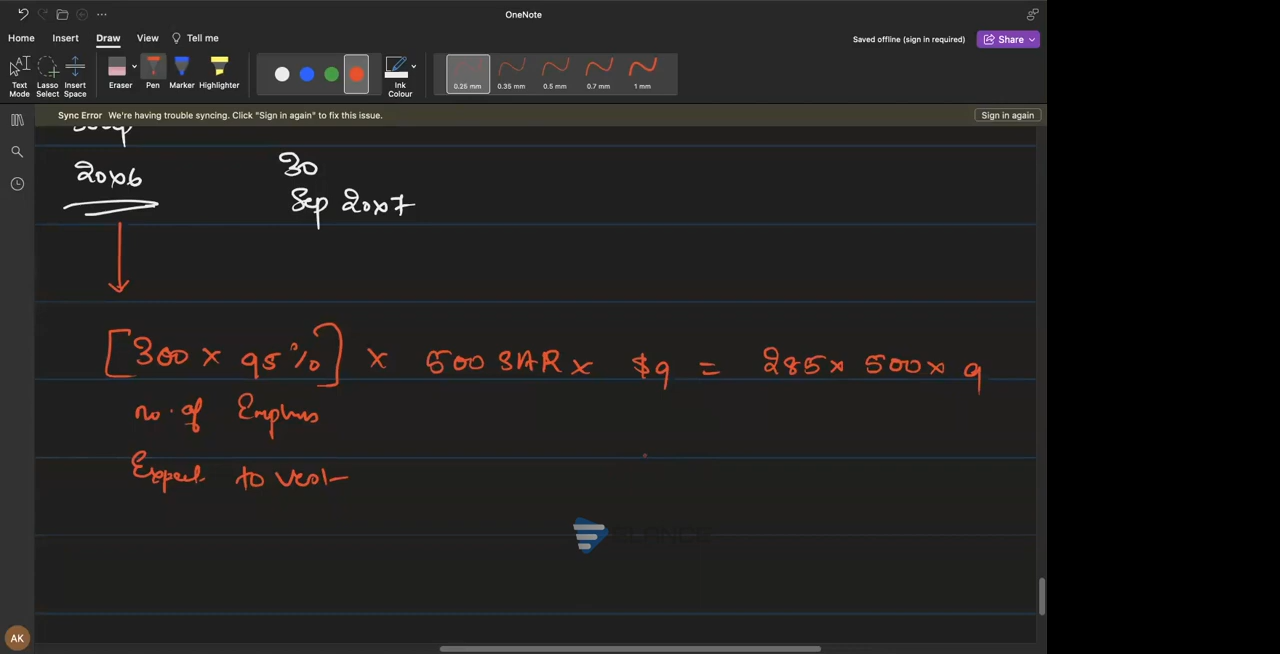 OneNote
Home Insert Draw View Tell me
Saved offline (sign in required)
Share
Text Mode
Lasso Select
Insert Space
Eraser
Pen
Marker
Highlighter
Ink Colour
0.25 mm
0.35 mm
0.5 mm
0.7 mm
1 mm
Sync Error We're having trouble syncing. Click "Sign in again" to fix this issue.
Sign in again
20x6
30
Sep 20x7
[300 x 95%] x 500 SAR x $9 = 285 x 500 x 9
no. of
Expect to vest
AK